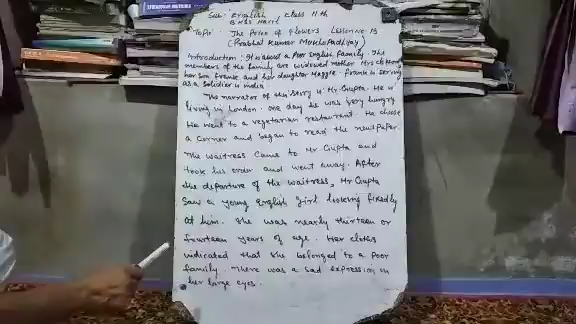 Sub: English Class 11th
BHSS Haril
Topic: The Price of Flowers Lesson no 13
(Prabhat Kumar Mukhopadhyay)
Introduction: It is about a poor English family. The
members of the family are widowed mother Mrs
her son Frank and her daughter Maggie. Frank is serving
as a soldier in India
The narrator of the story is Mr. Gupta. He is
living in London. One day he was very hungry
He went to a vegetarian restaurant. He choose
a corner and began to read the newspaper.
The waitress came to Mr Gupta and
took his order and went away. After
the departure of the waitress, Mr Gupta
saw a young English girl looking fixedly
at him. She was nearly thirteen or
fourteen years of age. Her cloths
indicated that she belonged to a poor
family. There was a sad expression in
her large eyes.